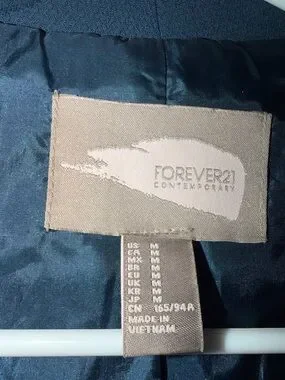 FOREVER21
CONTEMPORARY
US M
CA M
MX M
BR M
EU M
UK M
KR M
JP M
CN 165/94A
MADE IN
VIETNAM